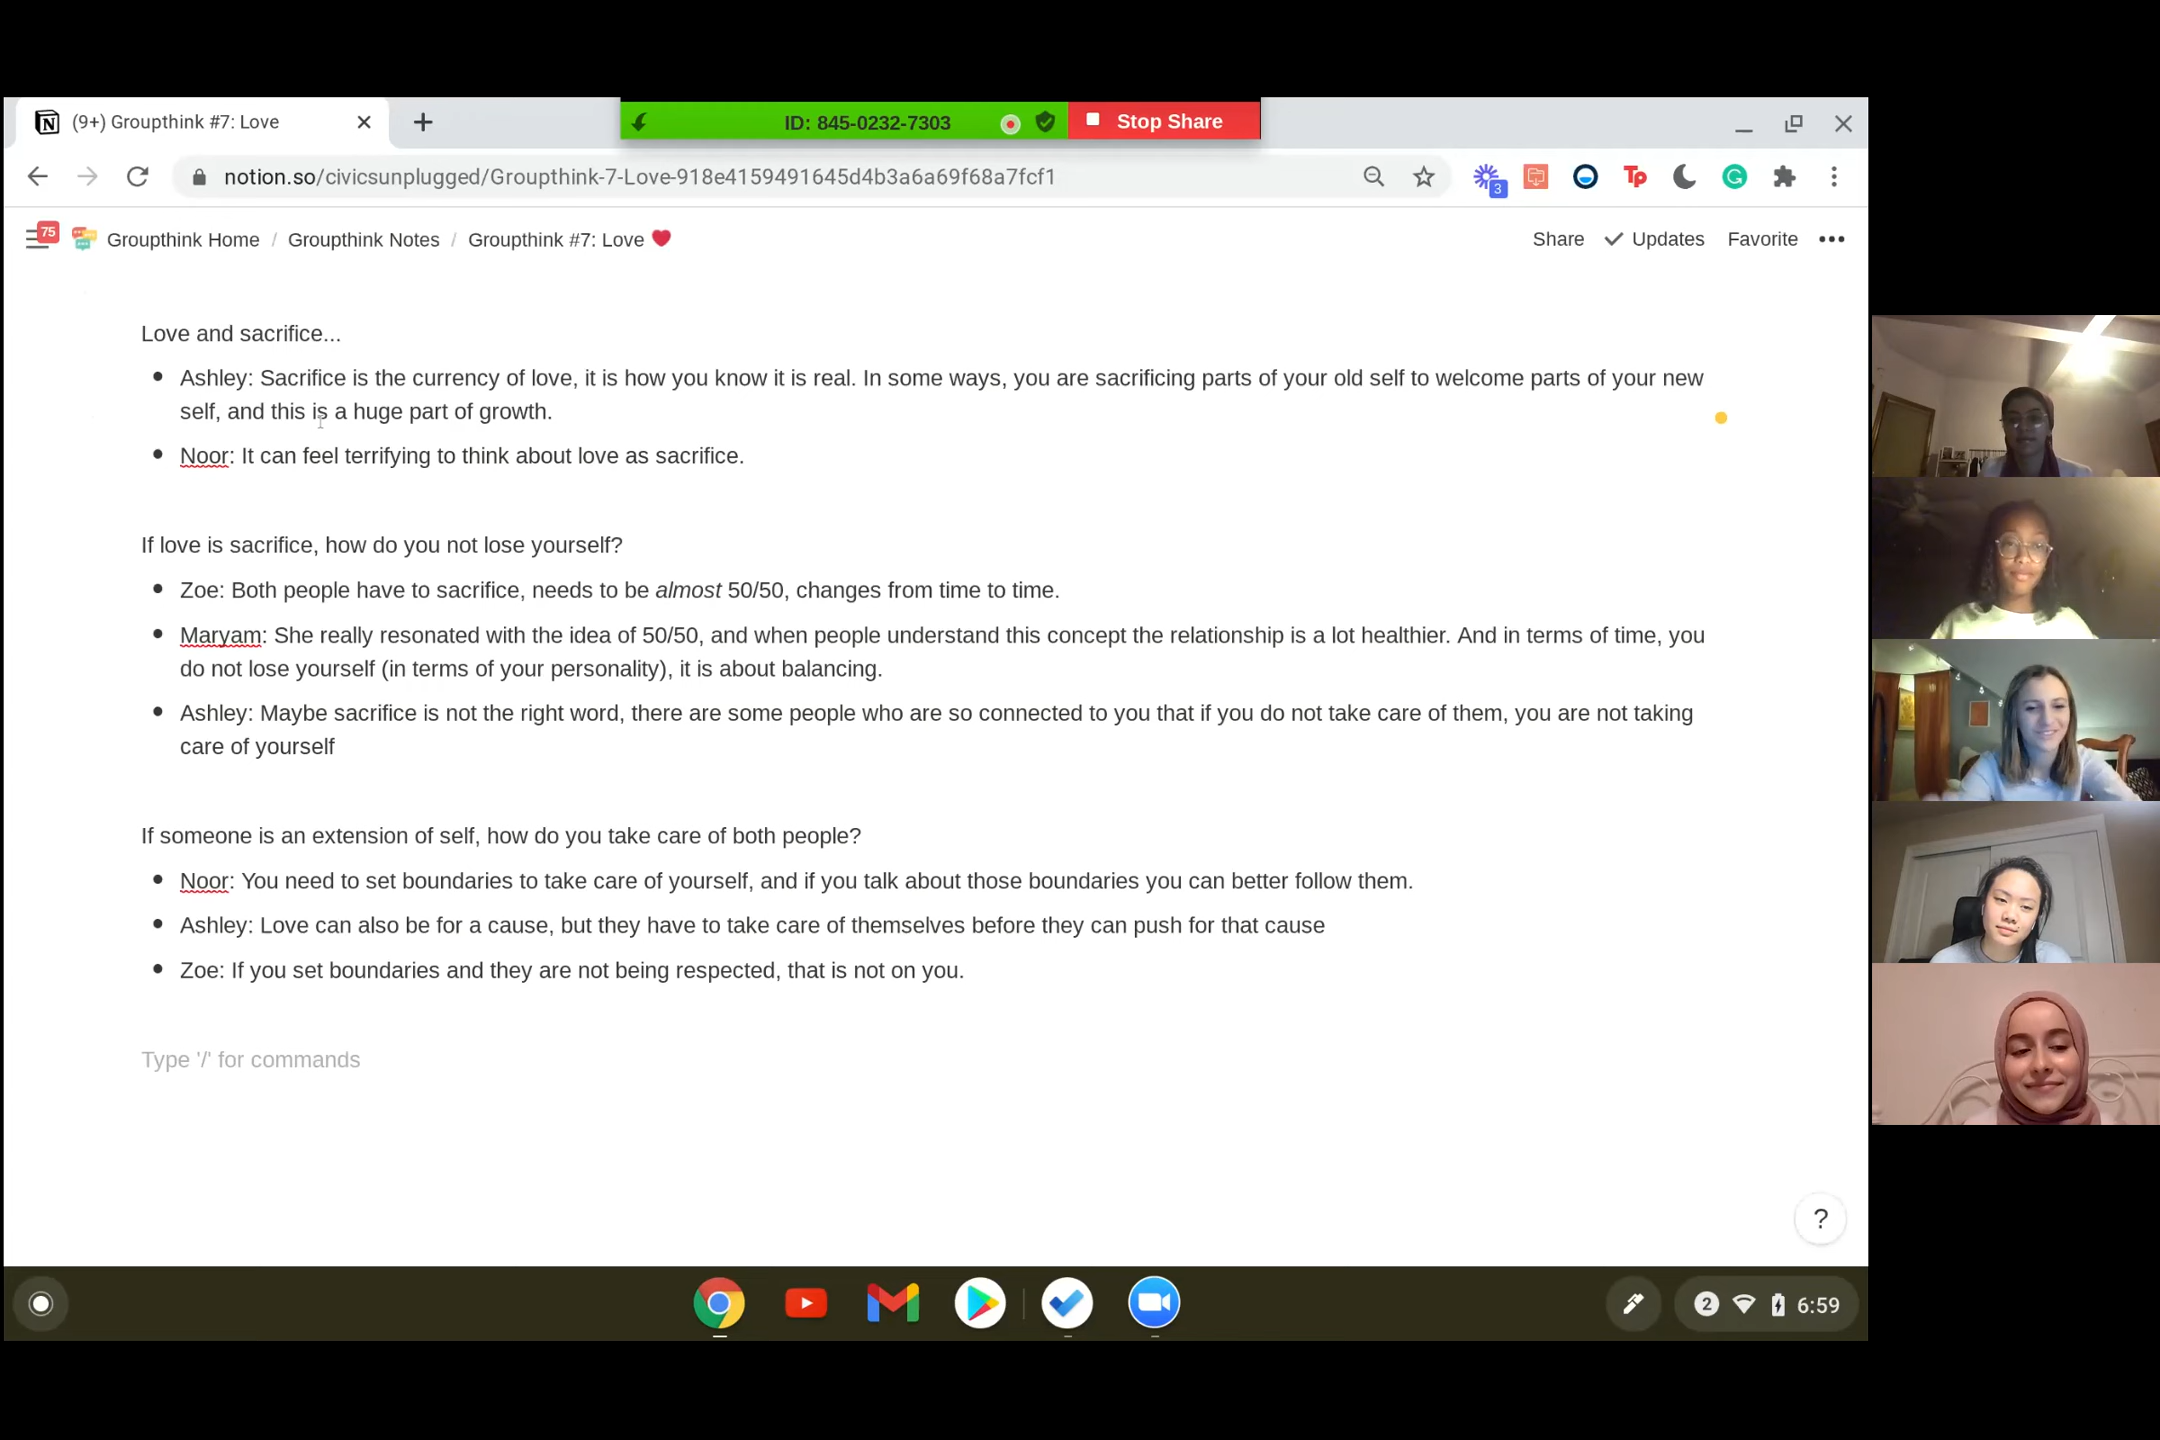 (9+) Groupthink #7: Love
ID: 845-0232-7303
Stop Share
notion.so/civicsunplugged/Groupthink-7-Love-918e4159491645d4b3a6a69f68a7fcf1
3
Tp
75
Groupthink Home / Groupthink Notes / Groupthink #7: Love ❤️
Share
Updates
Favorite
Love and sacrifice...
• Ashley: Sacrifice is the currency of love, it is how you know it is real. In some ways, you are sacrificing parts of your old self to welcome parts of your new
self, and this is a huge part of growth.
• Noor: It can feel terrifying to think about love as sacrifice.
If love is sacrifice, how do you not lose yourself?
• Zoe: Both people have to sacrifice, needs to be almost 50/50, changes from time to time.
• Maryam: She really resonated with the idea of 50/50, and when people understand this concept the relationship is a lot healthier. And in terms of time, you
do not lose yourself (in terms of your personality), it is about balancing.
• Ashley: Maybe sacrifice is not the right word, there are some people who are so connected to you that if you do not take care of them, you are not taking
care of yourself
If someone is an extension of self, how do you take care of both people?
• Noor: You need to set boundaries to take care of yourself, and if you talk about those boundaries you can better follow them.
• Ashley: Love can also be for a cause, but they have to take care of themselves before they can push for that cause
• Zoe: If you set boundaries and they are not being respected, that is not on you.
Type '/' for commands
?
2
6:59